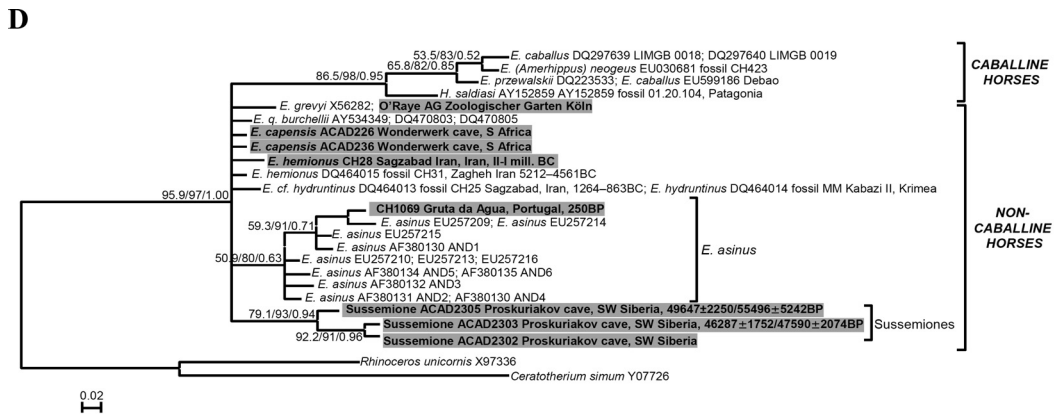 D
53.5/83/0.52 E. caballus DQ297639 LIMGB 0018; DQ297640 LIMGB 0019
65.8/82/0.85 E. (Amerhippus) neogeus EU030681 fossil CH423
86.5/98/0.95 E. przewalskii DQ223533; E. caballus EU599186 Debao
H. saldiasi AY152859 AY152859 fossil 01.20.104, Patagonia
CABALLINE
HORSES
E. grevyi X56282; O'Raye AG Zoologischer Garten Köln
E. q. burchellii AY534349; DQ470803; DQ470805
E. capensis ACAD226 Wonderwerk cave, S Africa
E. capensis ACAD236 Wonderwerk cave, S Africa
E. hemionus CH28 Sagzabad Iran, Iran, II-I mill. BC
E. hemionus DQ464015 fossil CH31, Zagheh Iran 5212–4561BC
95.9/97/1.00 E. cf. hydruntinus DQ464013 fossil CH25 Sagzabad, Iran, 1264–863BC; E. hydruntinus DQ464014 fossil MM Kabazi II, Krimea
CH1069 Gruta da Agua, Portugal, 250BP
59.3/91/0.71 E. asinus EU257209; E. asinus EU257214
E. asinus EU257215
E. asinus AF380130 AND1
50.9/80/0.63 E. asinus EU257210; EU257213; EU257216
E. asinus AF380134 AND5; AF380135 AND6
E. asinus AF380132 AND3
E. asinus AF380131 AND2; AF380130 AND4
E. asinus
NON-
CABALLINE
HORSES
79.1/93/0.94 Sussemione ACAD2305 Proskuriakov cave, SW Siberia, 49647±2250/55496±5242BP
Sussemione ACAD2303 Proskuriakov cave, SW Siberia, 46287±1752/47590±2074BP
92.2/91/0.96 Sussemione ACAD2302 Proskuriakov cave, SW Siberia
Sussemiones
Rhinoceros unicornis X97336
Ceratotherium simum Y07726
0.02